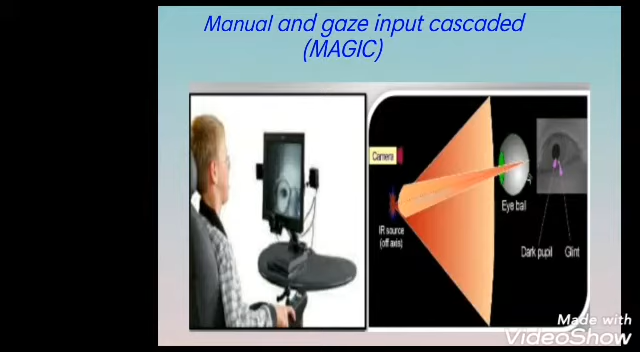 Manual and gaze input cascaded
(MAGIC)
Camera
IR source
(off axis)
Eye ball
Dark pupil Glint
Made with
VideoShow